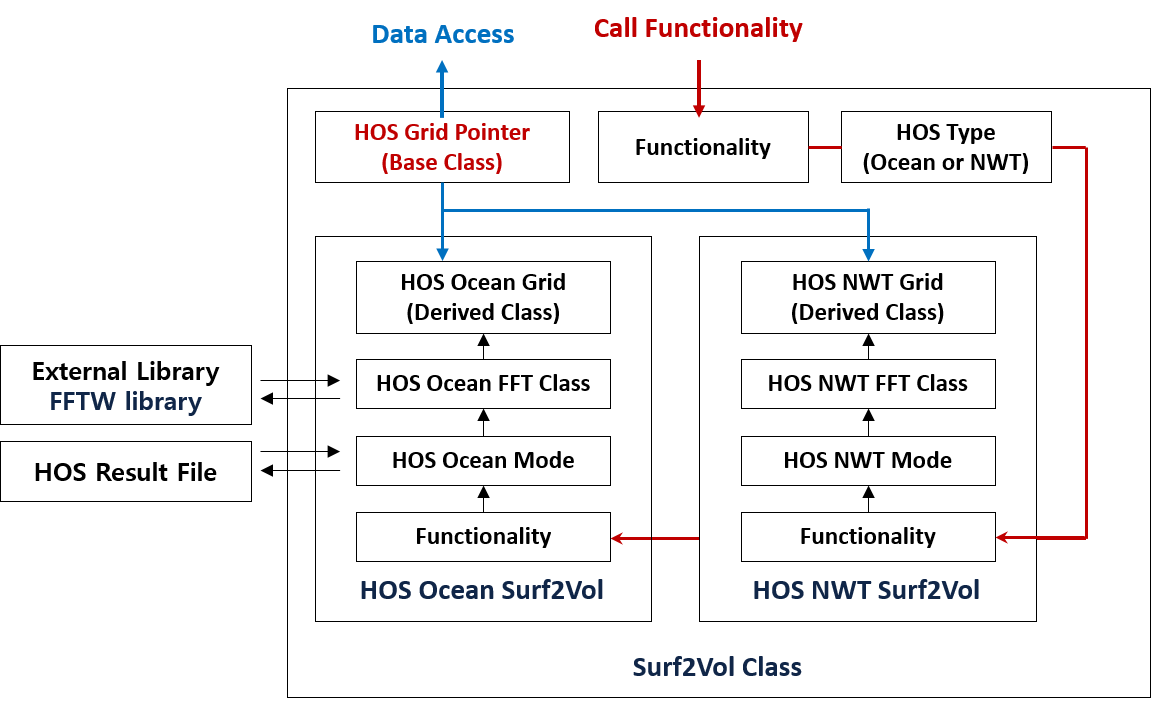 Data Access
Call Functionality
HOS Grid Pointer
(Base Class)
Functionality
HOS Type
(Ocean or NWT)
HOS Ocean Grid
(Derived Class)
HOS NWT Grid
(Derived Class)
External Library
FFTW library
HOS Ocean FFT Class
HOS NWT FFT Class
HOS Result File
HOS Ocean Mode
HOS NWT Mode
Functionality
Functionality
HOS Ocean Surf2Vol
HOS NWT Surf2Vol
Surf2Vol Class